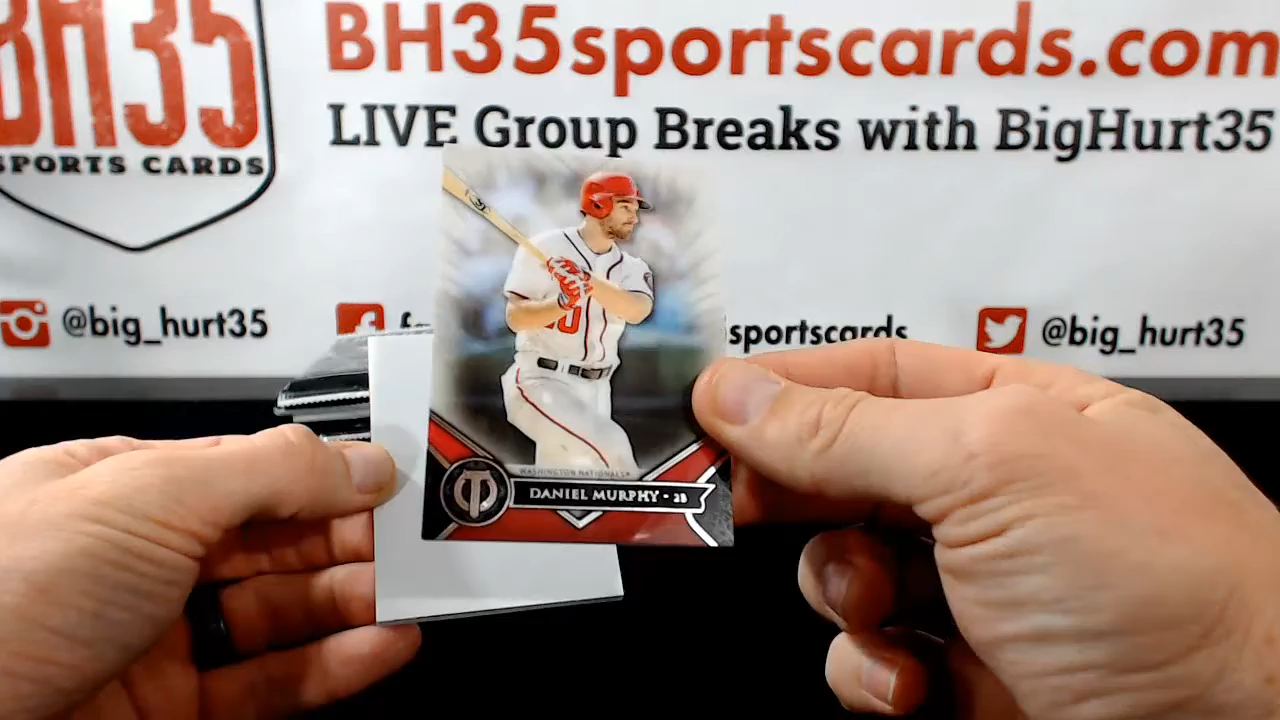 BH35
SPORTS CARDS
BH35sportscards.com
LIVE Group Breaks with BigHurt35
@big_hurt35
sportscards
@big_hurt35
WASHINGTON NATIONALS
DANIEL MURPHY • 2B